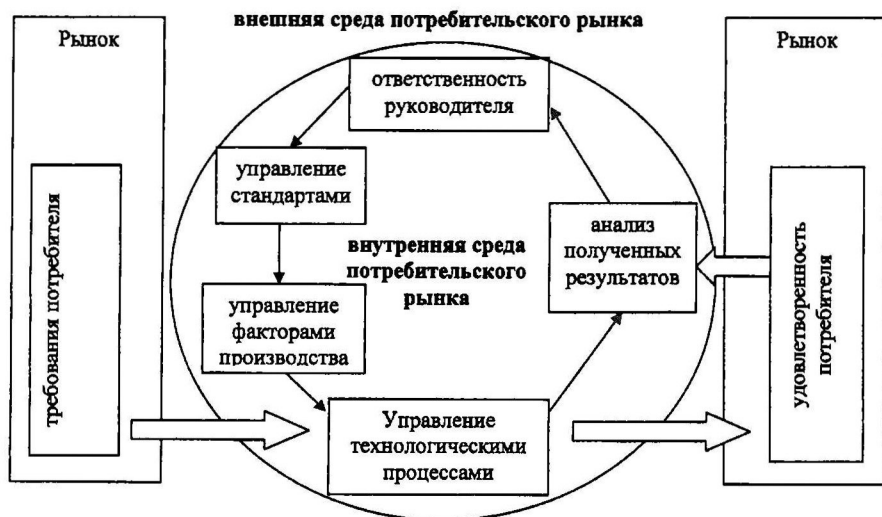 внешняя среда потребительского рынка
Рынок
Рынок
ответственность
руководителя
управление
стандартами
внутренняя среда
потребительского
рынка
анализ
полученных
результатов
требования потребителя
удовлетворенность
потребителя
управление
факторами
производства
Управление
технологическими
процессами